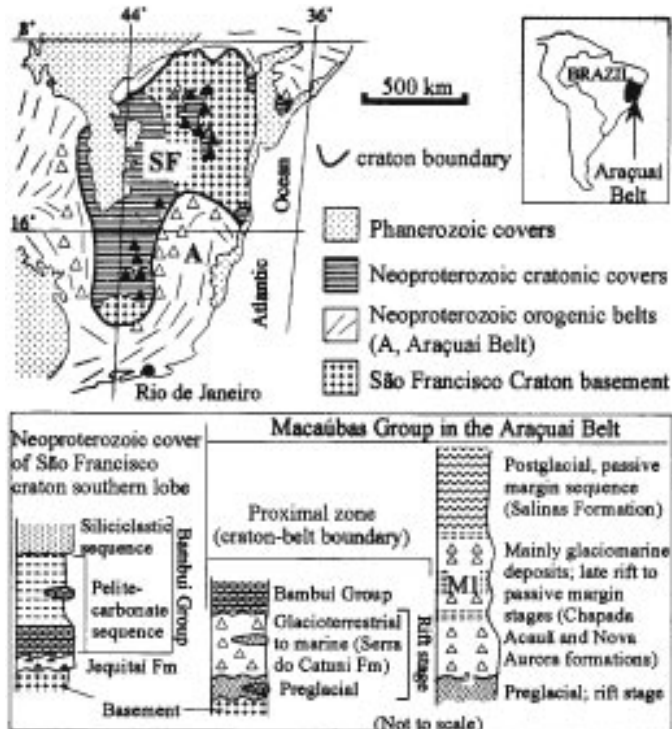 8°
44°
36°
500 km
BRAZIL
Araçuai
Belt
SF
craton boundary
Ocean
16°
A
Atlantic
Phanerozoic covers
Neoproterozoic cratonic covers
Neoproterozoic orogenic belts
(A, Araçuai Belt)
São Francisco Craton basement
Rio de Janeiro
Neoproterozoic cover
of São Francisco
craton southern lobe
Siliciclastic
sequence
Pelite-
carbonate
sequence
Bambuí Group
Jequitaí Fm
Basement
Macaúbas Group in the Araçuai Belt
Proximal zone
(craton-belt boundary)
Bambuí Group
Glacioterrestrial
to marine (Serra
do Catuni Fm)
Preglacial
Rift stage
(Not to scale)
M1
Postglacial, passive
margin sequence
(Salinas Formation)
Mainly glaciomarine
deposits; late rift to
passive margin
stages (Chapada
Acauã and Nova
Aurora formations)
Preglacial; rift stage